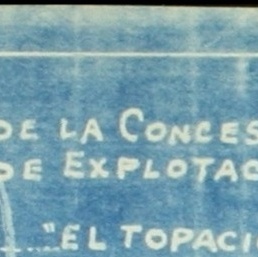 DE LA CONCES
DE EXPLOTAC
"EL TOPACI